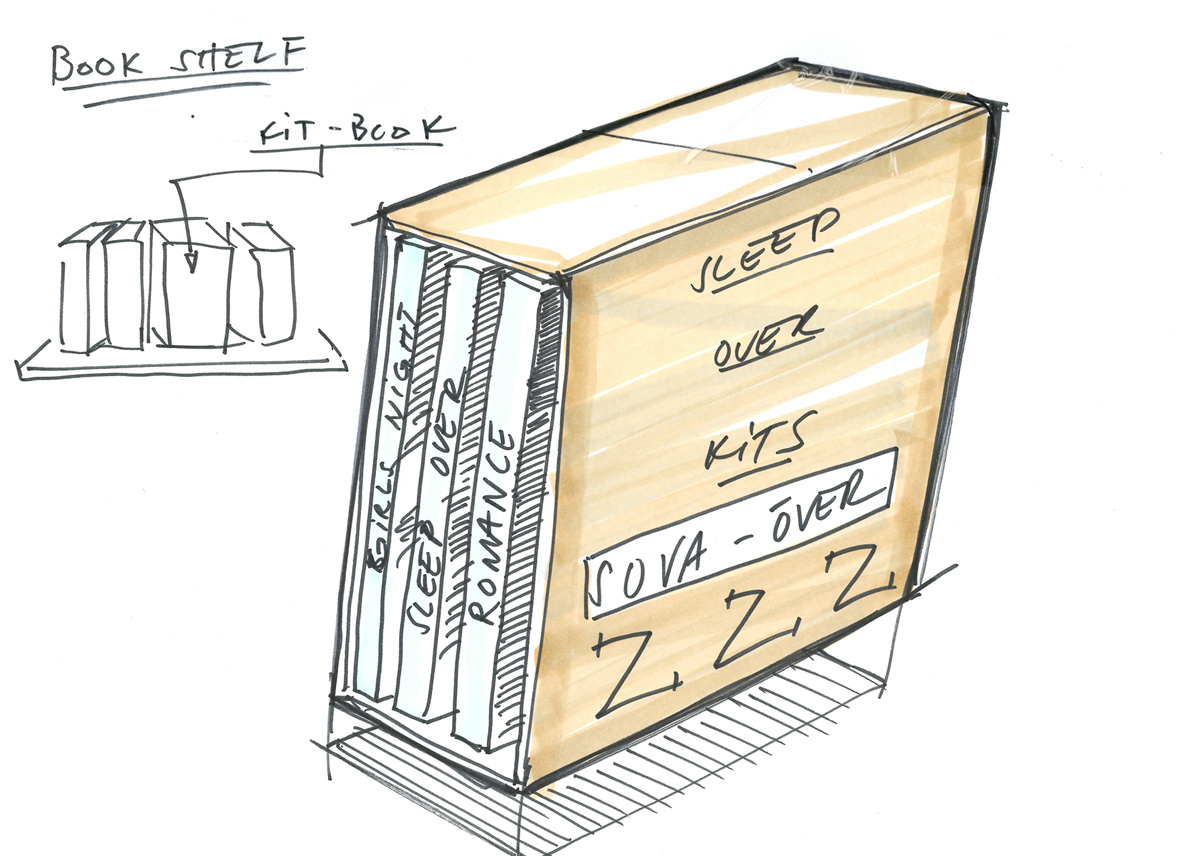 BOOK SHELF
KIT-BOOK
SLEEP
OVER
KITS
SOVA-ÖVER
Z Z Z
GIRLS NIGHT
SLEEP OVER
ROMANCE